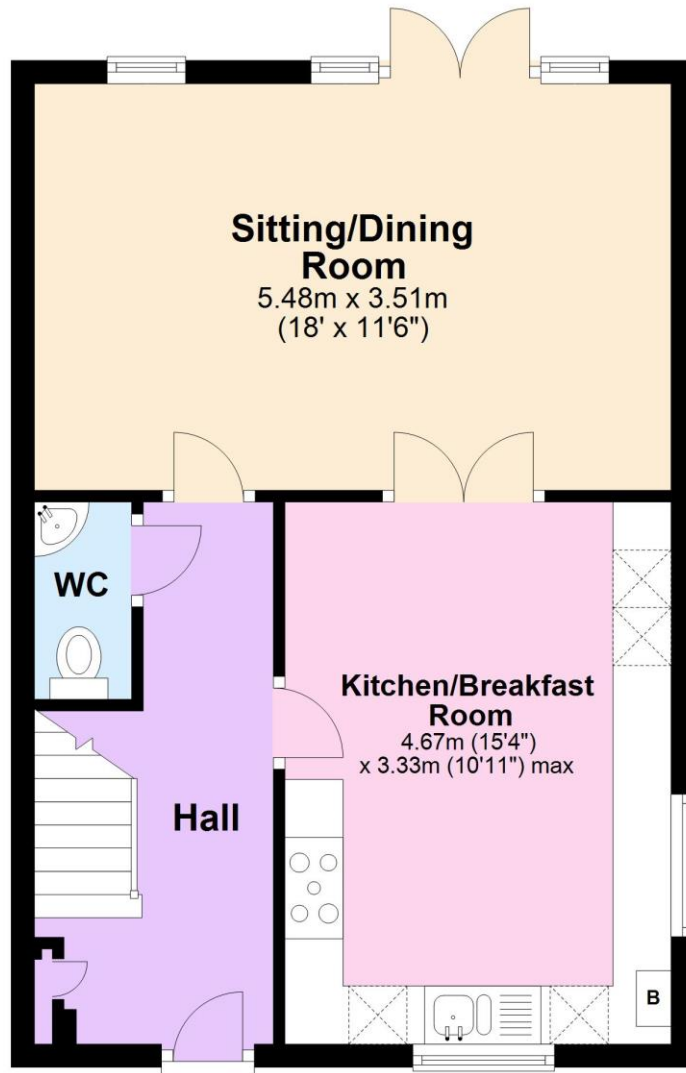 Sitting/Dining
Room
5.48m x 3.51m
(18' x 11'6")
WC
Kitchen/Breakfast
Room
4.67m (15'4")
x 3.33m (10'11") max
Hall
B